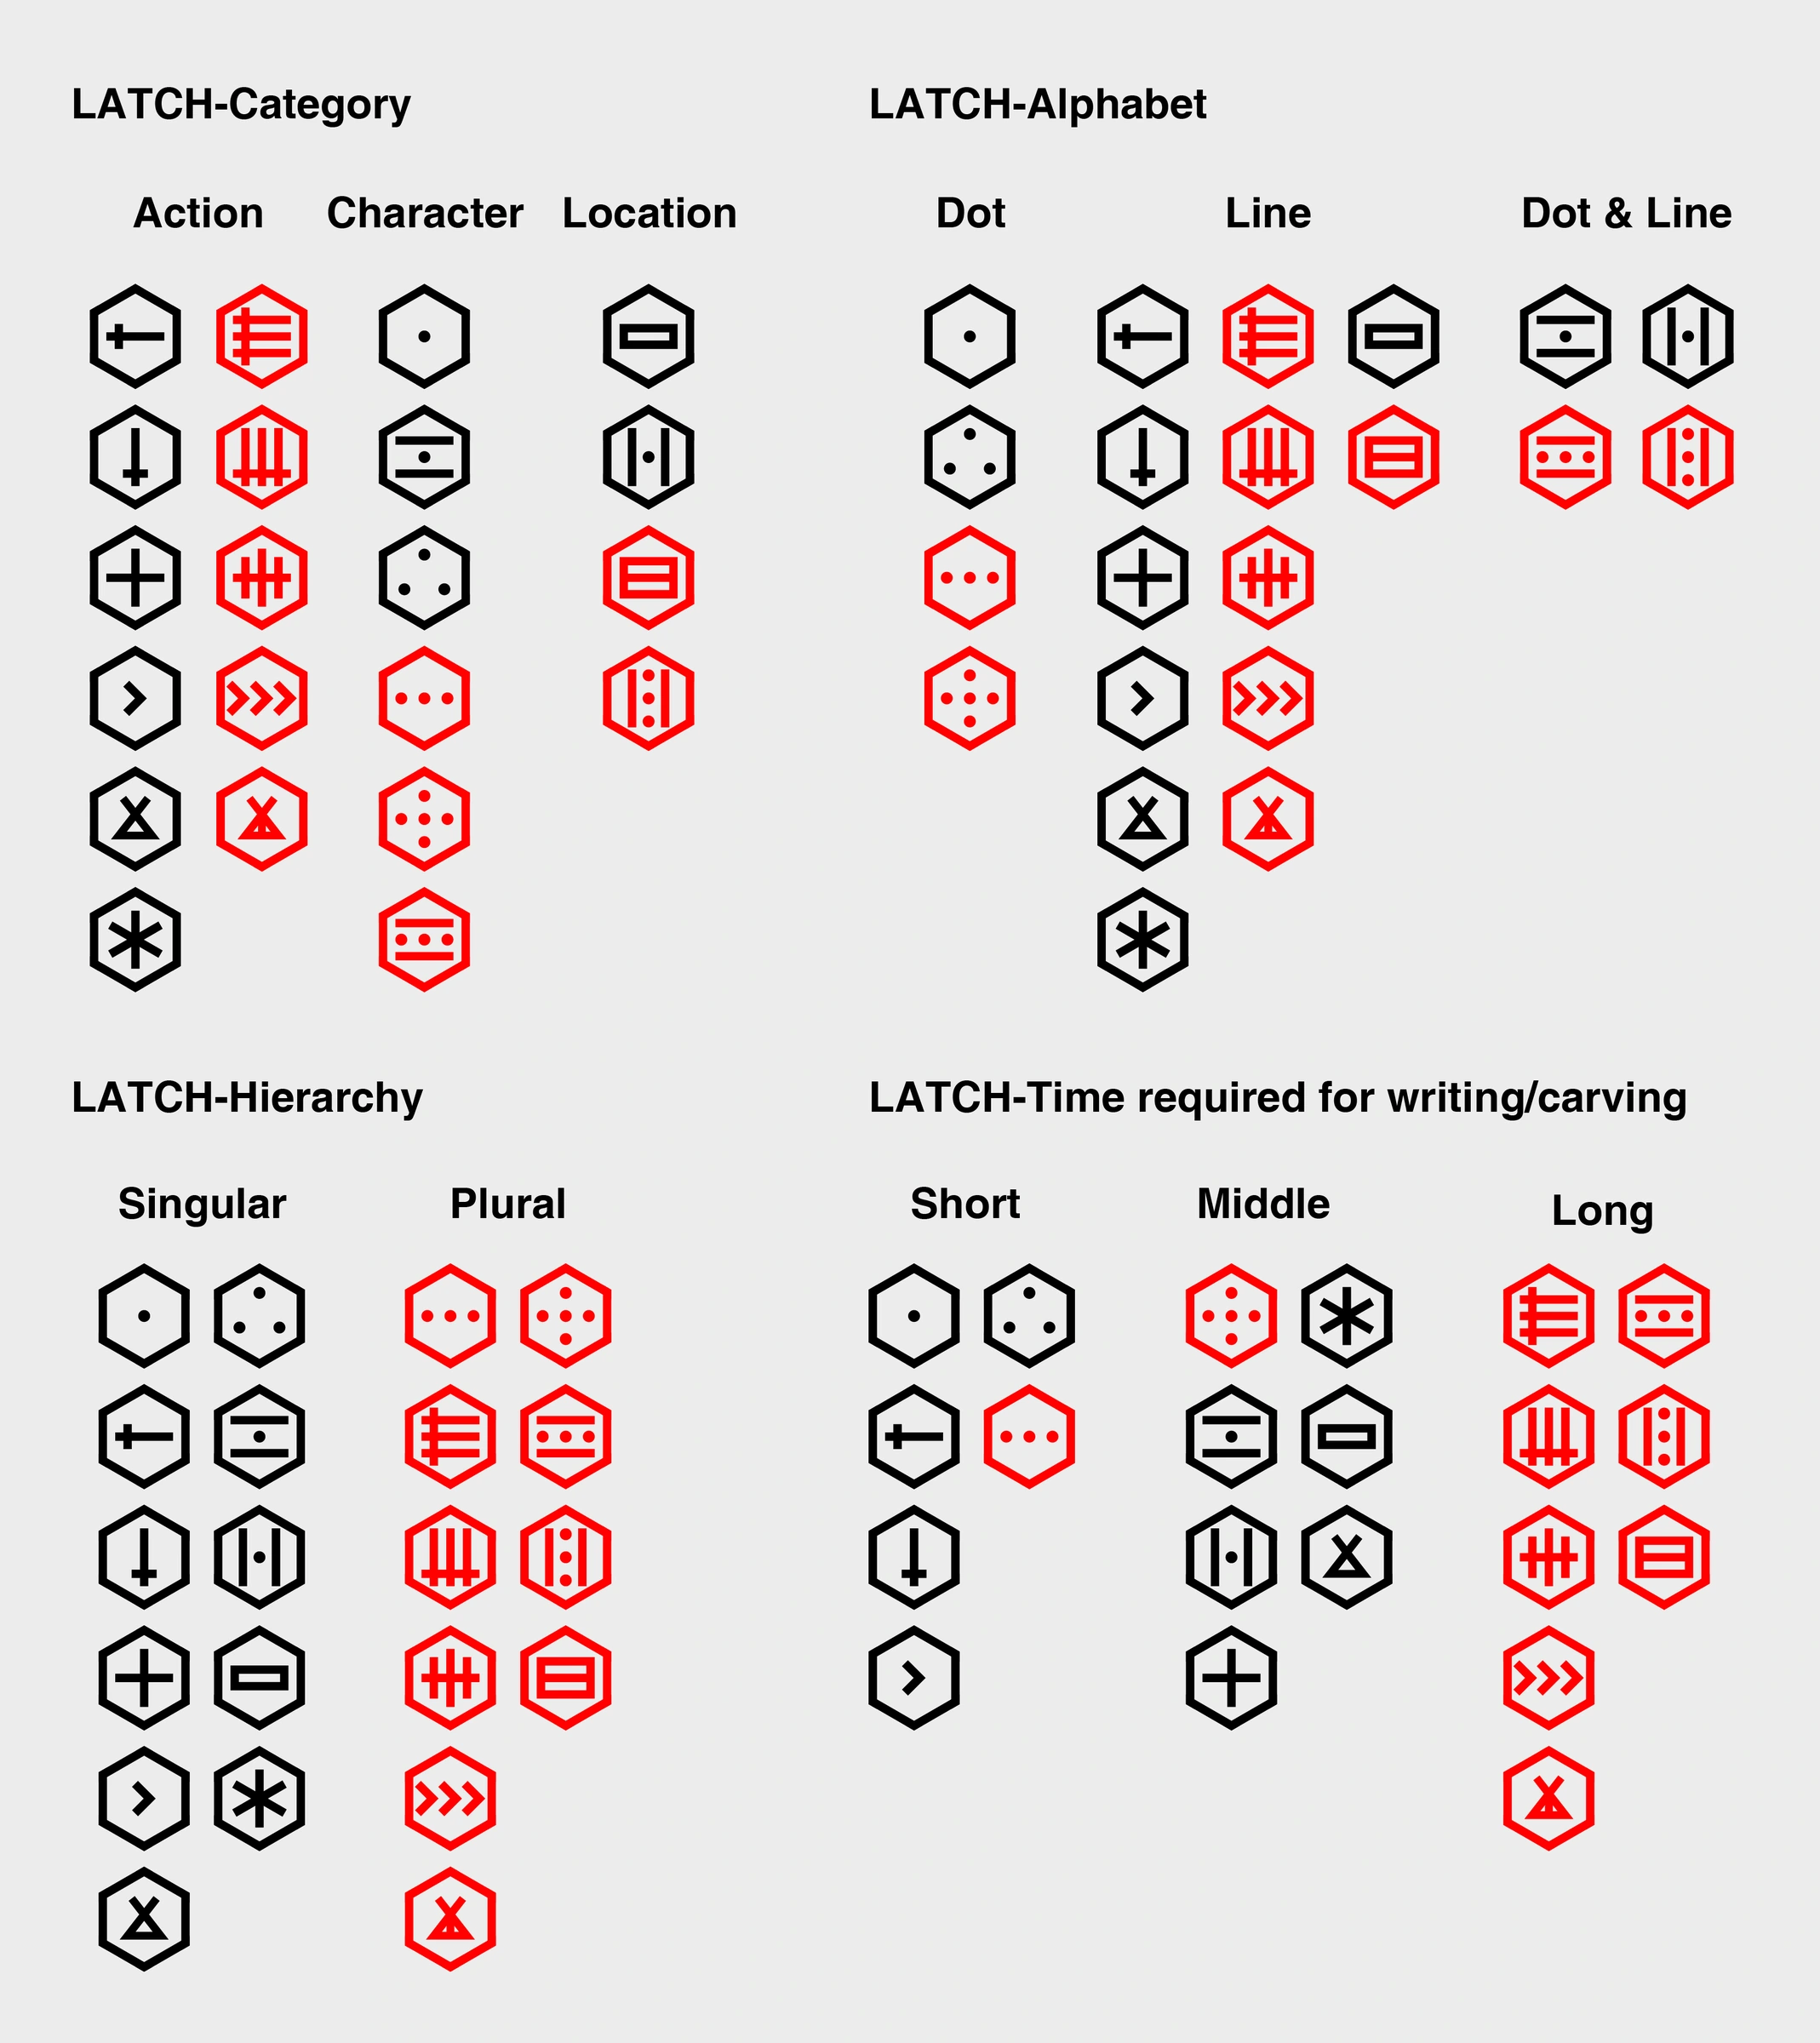 LATCH-Category
Action Character Location
LATCH-Alphabet
Dot Line Dot & Line
LATCH-Hierarchy
Singular Plural
LATCH-Time required for writing/carving
Short Middle Long